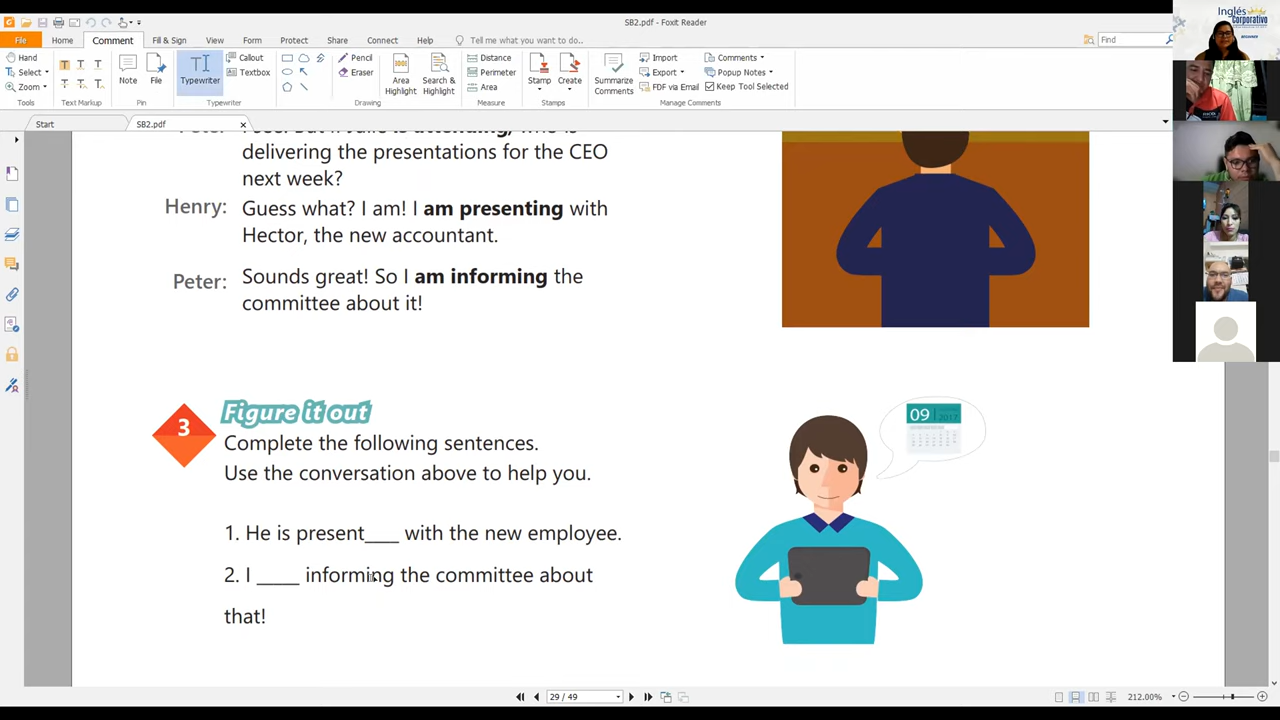 SB2.pdf - Foxit Reader
Inglés
Corporativo
File Home Comment Fill & Sign View Form Protect Share Connect Help Tell me what you want to do... Find
Hand
Select
Zoom
Tools
T T T
T T T
Text Markup
Note
File
Pin
Typewriter
Callout
Textbox
Typewriter
Pencil
Eraser
Drawing
Area
Highlight
Search &
Highlight
Distance
Perimeter
Area
Measure
Stamp
Create
Stamps
Summarize
Comments
Import
Export
FDF via Email
Comments
Popup Notes
Keep Tool Selected
Manage Comments
Start SB2.pdf
delivering the presentations for the CEO
next week?
Henry: Guess what? I am! I am presenting with
Hector, the new accountant.
Peter: Sounds great! So I am informing the
committee about it!
3 Figure it out
Complete the following sentences.
Use the conversation above to help you.
1. He is present____ with the new employee.
2. I _____ informing the committee about
that!
09
2017
29 / 49
212.00%